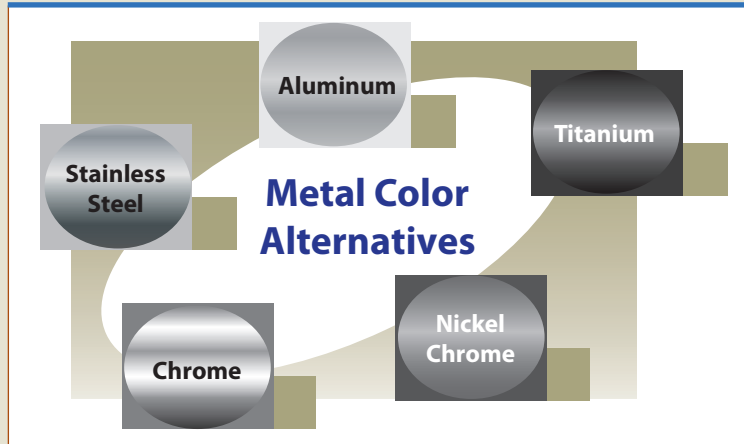 Aluminum
Titanium
Stainless
Steel
Metal Color
Alternatives
Nickel
Chrome
Chrome